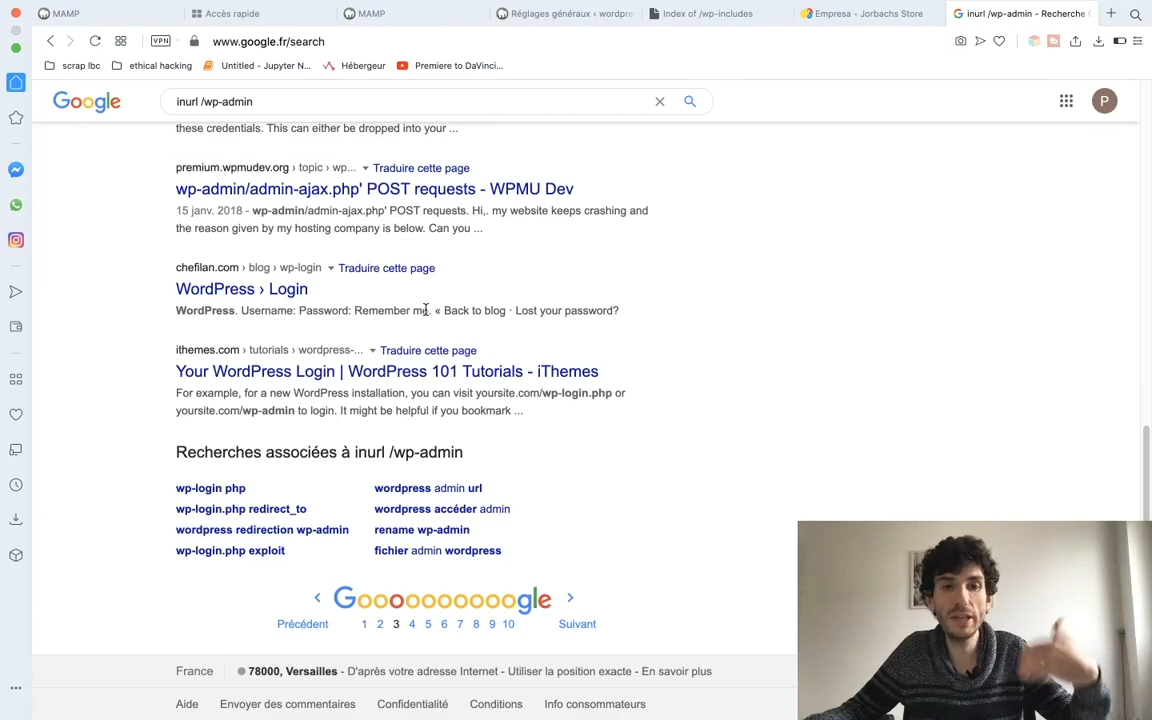 MAMP
Accès rapide
MAMP
Réglages généraux ‹ wordpre
Index of /wp-includes
Empresa - Jorbachs Store
inurl /wp-admin - Recherche
VPN
www.google.fr/search
scrap lbc
ethical hacking
Untitled - Jupyter N...
Hébergeur
Premiere to DaVinci...
Google
inurl /wp-admin
P
these credentials. This can either be dropped into your ...
premium.wpmudev.org › topic › wp... Traduire cette page
wp-admin/admin-ajax.php' POST requests - WPMU Dev
15 janv. 2018 - wp-admin/admin-ajax.php' POST requests. Hi,. my website keeps crashing and
the reason given by my hosting company is below. Can you ...
chefilan.com › blog › wp-login Traduire cette page
WordPress › Login
WordPress. Username: Password: Remember me. « Back to blog · Lost your password?
ithemes.com › tutorials › wordpress-... Traduire cette page
Your WordPress Login | WordPress 101 Tutorials - iThemes
For example, for a new WordPress installation, you can visit yoursite.com/wp-login.php or
yoursite.com/wp-admin to login. It might be helpful if you bookmark ...
Recherches associées à inurl /wp-admin
wp-login php
wordpress admin url
wp-login.php redirect_to
wordpress accéder admin
wordpress redirection wp-admin
rename wp-admin
wp-login.php exploit
fichier admin wordpress
Goooooooooogle
Précédent 1 2 3 4 5 6 7 8 9 10 Suivant
France
78000, Versailles - D'après votre adresse Internet - Utiliser la position exacte - En savoir plus
Aide Envoyer des commentaires Confidentialité Conditions Info consommateurs